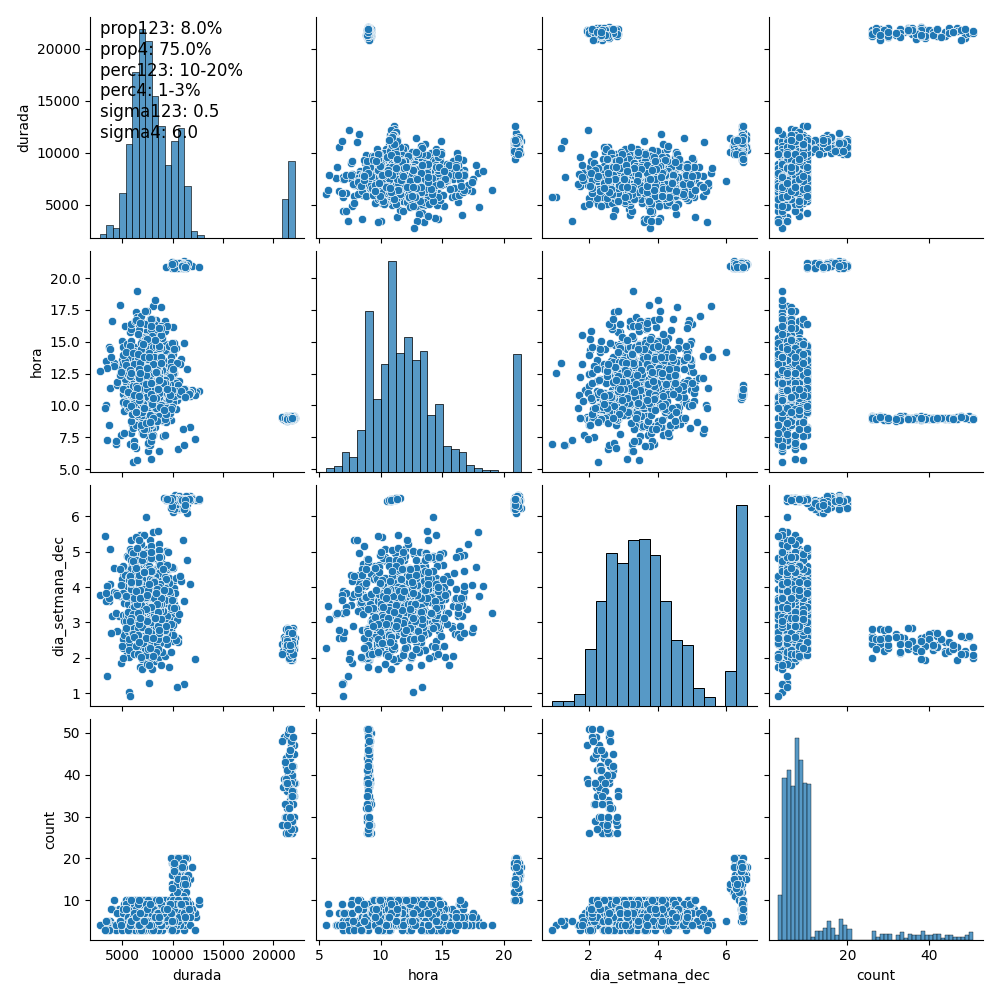 prop123: 8.0%
prop4: 75.0%
perc123: 10-20%
perc4: 1-3%
sigma123: 0.5
sigma4: 6.0
durada
20000
15000
10000
5000
hora
20.0
17.5
15.0
12.5
10.0
7.5
5.0
dia_setmana_dec
6
5
4
3
2
1
count
50
40
30
20
10
5000 10000 15000 20000
5 10 15 20
2 4 6
20 40
durada hora dia_setmana_dec count